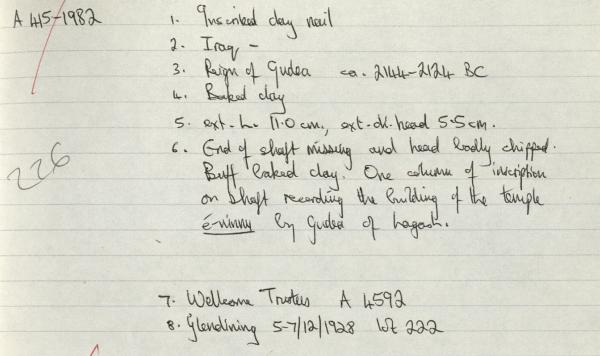 A 415-1982
1. Inscribed clay nail
2. Iraq -
3. Reign of Gudea ca. 2144-2124 BC
4. Baked clay
5. ext. h. 11.0 cm, ext. di. head 5.5 cm.
6. End of shaft missing and head badly chipped.
Buff baked clay. One column of inscription
on shaft recording the building of the temple
é-ninnu by Gudea of Lagash.
226
7. Wellcome Trustees A 4592
8. Glendining 5-7/12/1928 lot 222